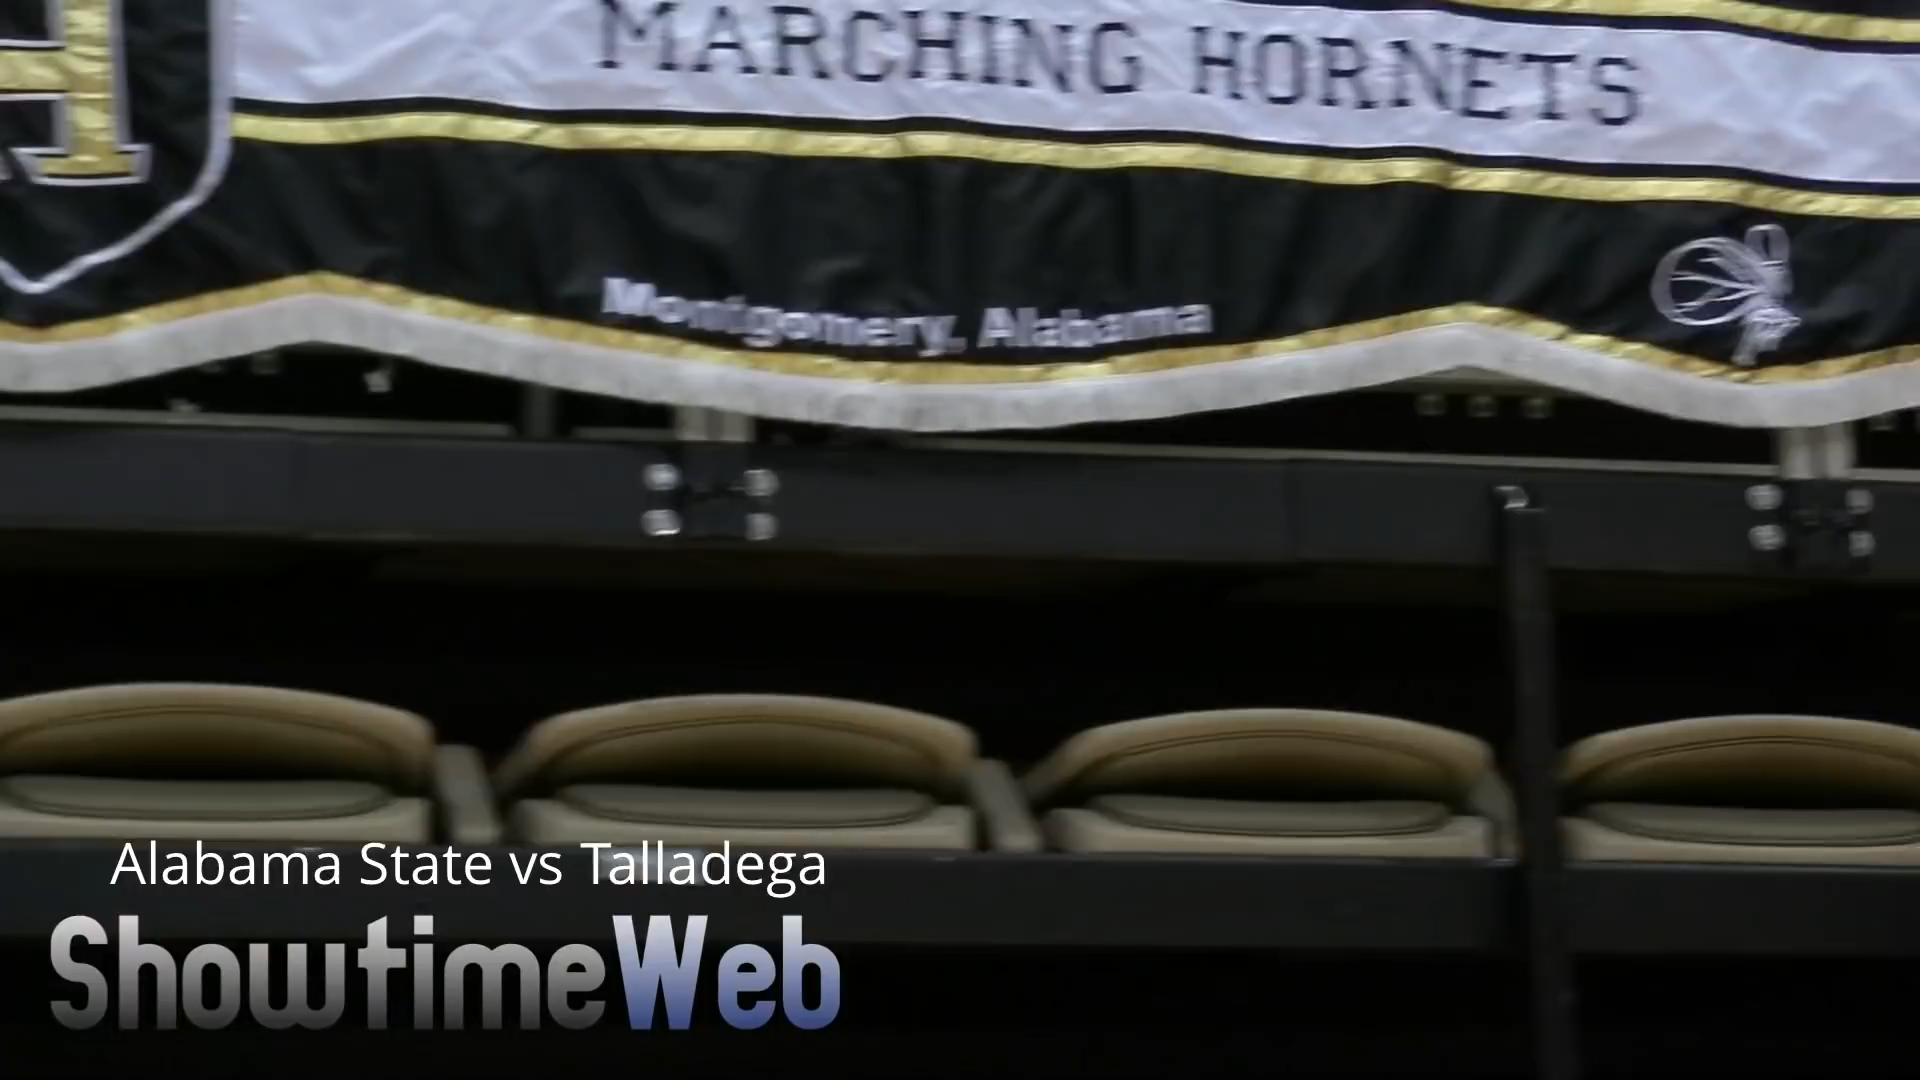 A
MARCHING HORNETS
Montgomery, Alabama
Alabama State vs Talladega
ShowtimeWeb